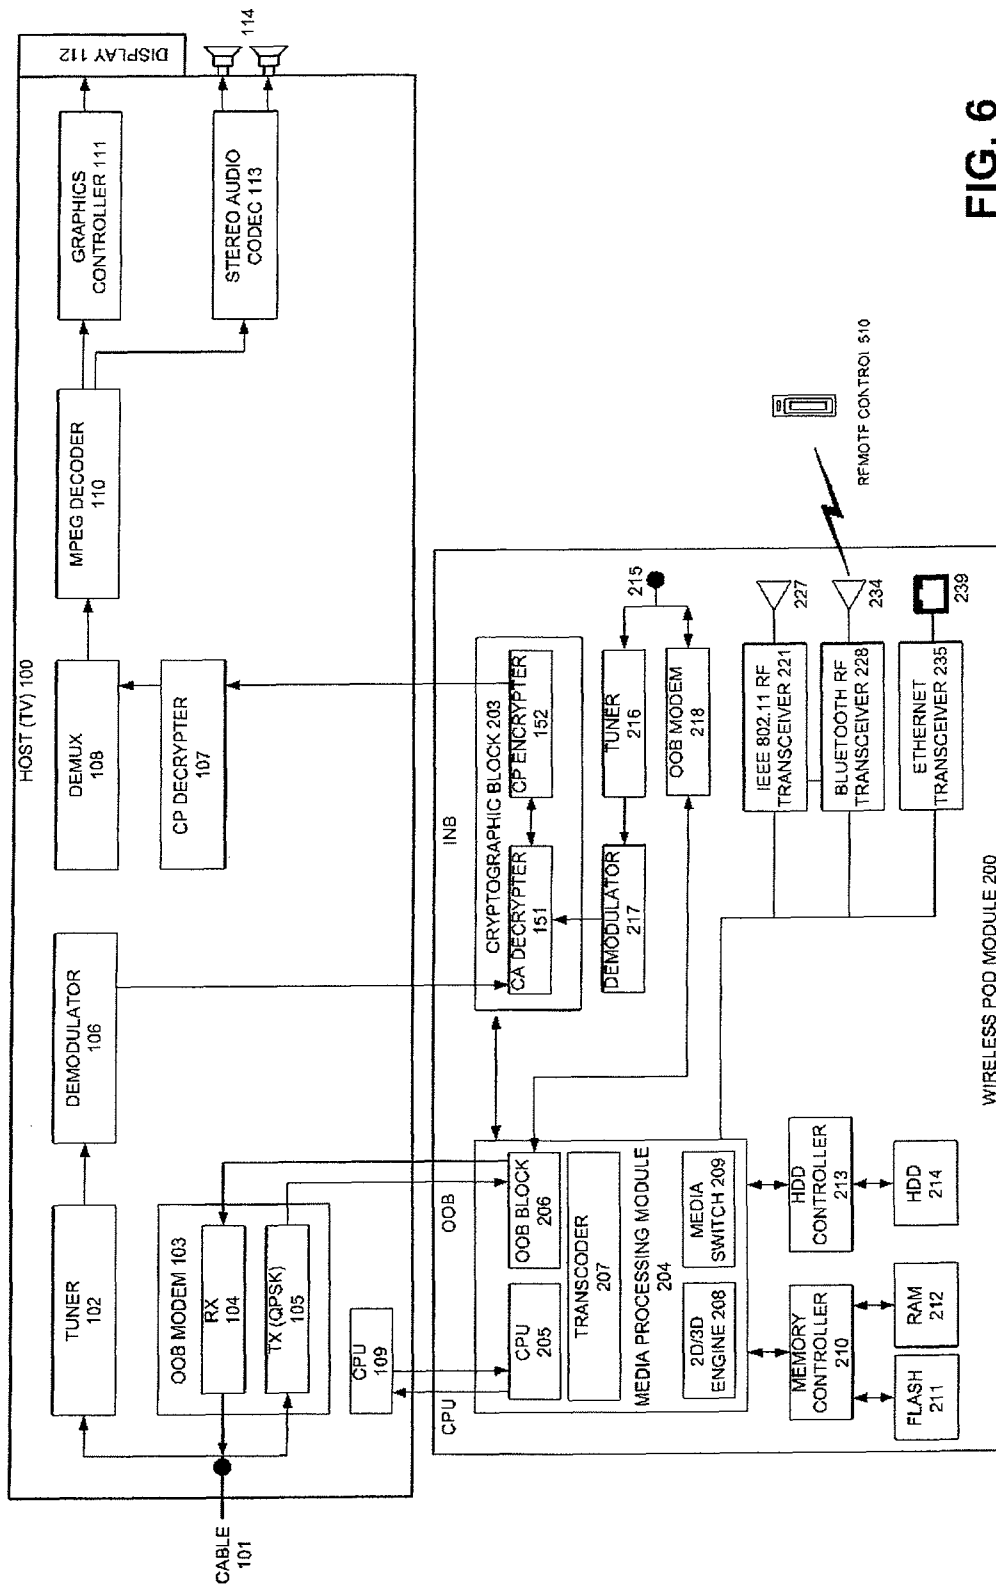 HOST (TV) 100
DISPLAY 112
114
GRAPHICS
CONTROLLER 111
STEREO AUDIO
CODEC 113
MPEG DECODER
110
DEMUX
108
CP DECRYPTER
107
DEMODULATOR
106
TUNER
102
OOB MODEM 103
RX
104
TX (QPSK)
105
CPU
109
CABLE
101
CPU
OOB
INB
CRYPTOGRAPHIC BLOCK 203
CA DECRYPTER
151
CP ENCRYPTER
152
215
TUNER
216
DEMODULATOR
217
OOB MODEM
218
CPU
205
OOB BLOCK
206
TRANSCODER
207
MEDIA PROCESSING MODULE
204
2D/3D
ENGINE 208
MEDIA
SWITCH 209
MEMORY
CONTROLLER
210
HDD
CONTROLLER
213
FLASH
211
RAM
212
HDD
214
IEEE 802.11 RF
TRANSCEIVER 221
227
BLUETOOTH RF
TRANSCEIVER 228
234
ETHERNET
TRANSCEIVER 235
239
REMOTE CONTROL 510
WIRELESS POD MODULE 200
FIG. 6